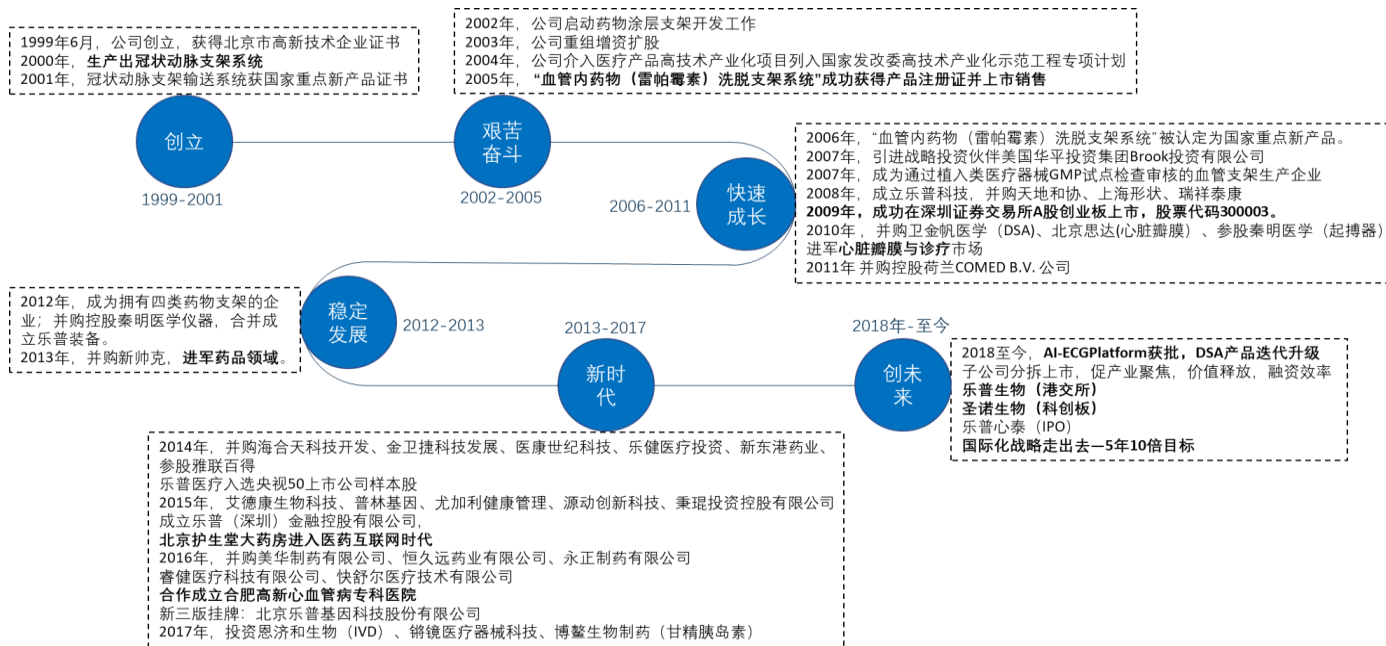 1999年6月，公司创立，获得北京市高新技术企业证书
2000年，生产出冠状动脉支架系统
2001年，冠状动脉支架输送系统获国家重点新产品证书
创立
1999-2001
2002年，公司启动药物涂层支架开发工作
2003年，公司重组增资扩股
2004年，公司介入医疗产品高技术产业化项目列入国家发改委高技术产业化示范工程专项计划
2005年，“血管内药物（雷帕霉素）洗脱支架系统”成功获得产品注册证并上市销售
艰苦
奋斗
2002-2005
2006年，“血管内药物（雷帕霉素）洗脱支架系统”被认定为国家重点新产品。
2007年，引进战略投资伙伴美国华平投资集团Brook投资有限公司
2007年，成为通过植入类医疗器械GMP试点检查审核的血管支架生产企业
2008年，成立乐普科技，并购天地和协、上海形状、瑞祥泰康
2009年，成功在深圳证券交易所A股创业板上市，股票代码300003。
2010年，并购卫金帆医学（DSA)、北京思达(心脏瓣膜）、参股秦明医学（起搏器）
进军心脏瓣膜与诊疗市场
2011年 并购控股荷兰COMED B.V. 公司
快速
成长
2006-2011
2012年，成为拥有四类药物支架的企
业；并购控股秦明医学仪器，合并成
立乐普装备。
2013年，并购新帅克，进军药品领域。
稳定
发展
2012-2013
2013-2017
新时
代
2014年，并购海合天科技开发、金卫捷科技发展、医康世纪科技、乐健医疗投资、新东港药业、
参股雅联百得
乐普医疗入选央视50上市公司样本股
2015年，艾德康生物科技、普林基因、尤加利健康管理、源动创新科技、秉琨投资控股有限公司
成立乐普（深圳）金融控股有限公司,
北京护生堂大药房进入医药互联网时代
2016年，并购美华制药有限公司、恒久远药业有限公司、永正制药有限公司
睿健医疗科技有限公司、快舒尔医疗技术有限公司
合作成立合肥高新心血管病专科医院
新三版挂牌：北京乐普基因科技股份有限公司
2017年，投资恩济和生物（IVD）、锵镜医疗器械科技、博鳌生物制药（甘精胰岛素）
2018年-至今
创未
来
2018至今，AI-ECGPlatform获批，DSA产品迭代升级
子公司分拆上市，促产业聚焦，价值释放，融资效率
乐普生物（港交所）
圣诺生物（科创板）
乐普心泰（IPO）
国际化战略走出去—5年10倍目标